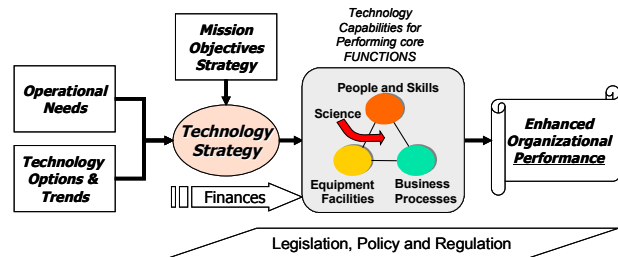 Mission
Objectives
Strategy
Technology
Capabilities for
Performing core
FUNCTIONS
Operational
Needs
Technology
Options &
Trends
Technology
Strategy
Finances
People and Skills
Science
Equipment
Facilities
Business
Processes
Enhanced
Organizational
Performance
Legislation, Policy and Regulation